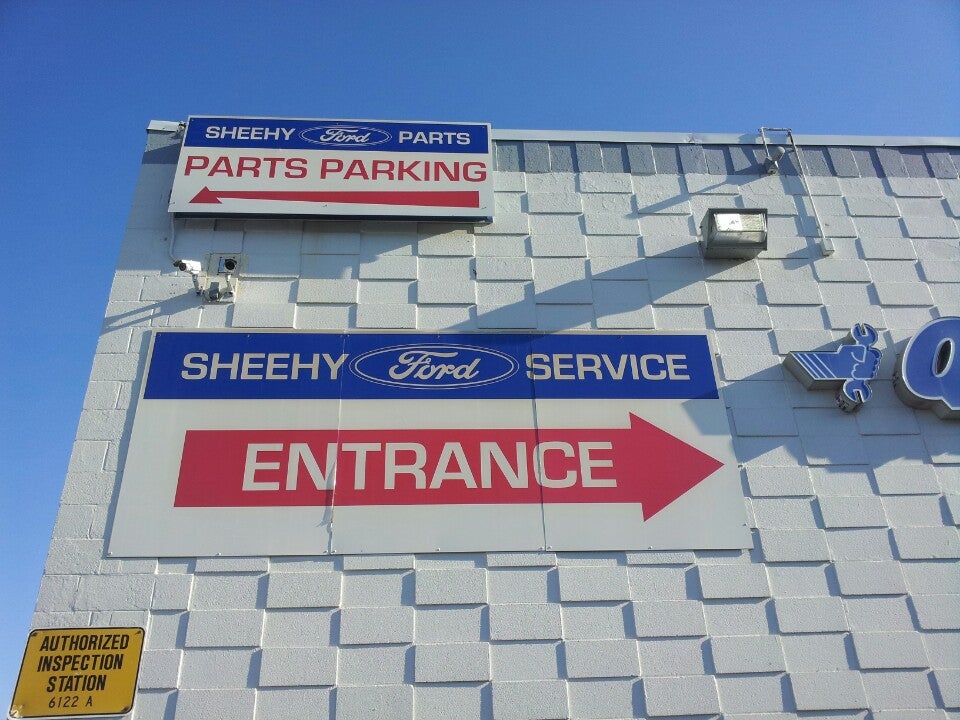 SHEEHY Ford PARTS
PARTS PARKING
SHEEHY Ford SERVICE
ENTRANCE
Q
AUTHORIZED
INSPECTION
STATION
6122 A